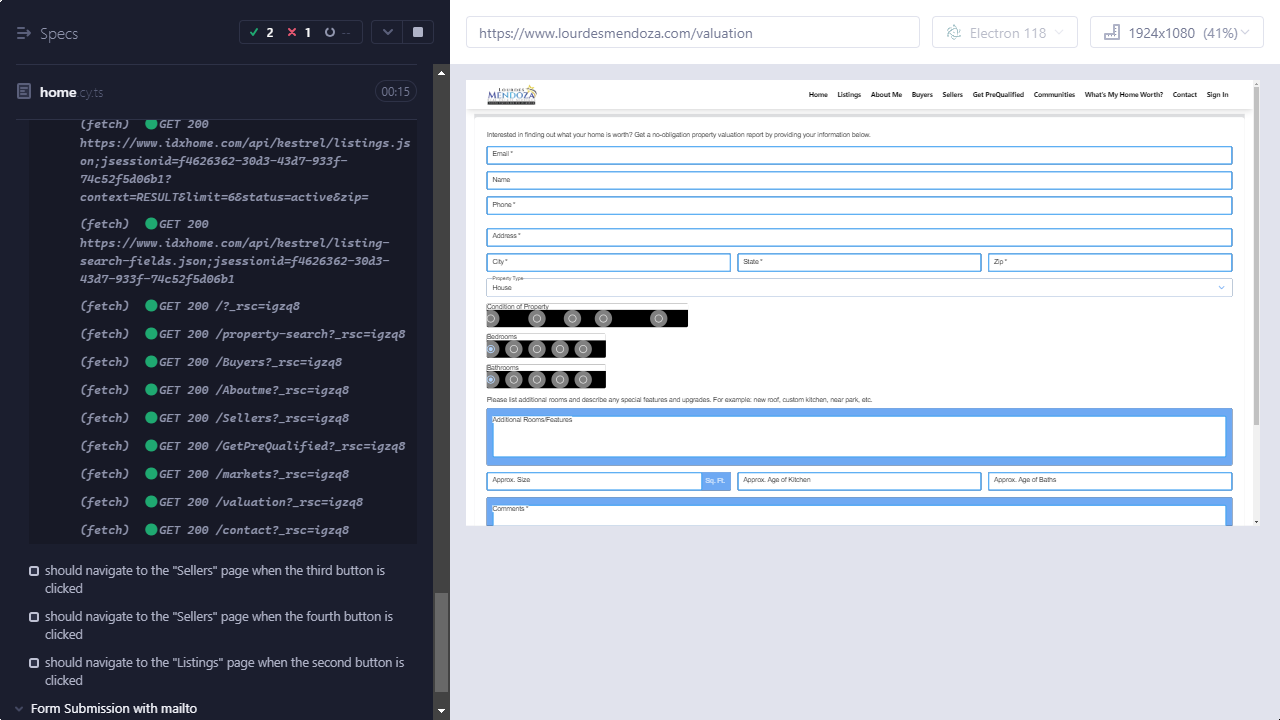 Specs
2
1
--
home.cy.ts
00:15
(fetch) GET 200
https://www.idxhome.com/api/kestrel/listings.js
on;jsessionid=f4626362-30d3-43d7-933f-
74c52f5d06b1?
context=RESULT&limit=6&status=active&zip=
(fetch) GET 200
https://www.idxhome.com/api/kestrel/listing-
search-fields.json;jsessionid=f4626362-30d3-
43d7-933f-74c52f5d06b1
(fetch) GET 200 /?_rsc=igzq8
(fetch) GET 200 /property-search?_rsc=igzq8
(fetch) GET 200 /Buyers?_rsc=igzq8
(fetch) GET 200 /Aboutme?_rsc=igzq8
(fetch) GET 200 /Sellers?_rsc=igzq8
(fetch) GET 200 /GetPreQualified?_rsc=igzq8
(fetch) GET 200 /markets?_rsc=igzq8
(fetch) GET 200 /valuation?_rsc=igzq8
(fetch) GET 200 /contact?_rsc=igzq8
should navigate to the "Sellers" page when the third button is
clicked
should navigate to the "Sellers" page when the fourth button is
clicked
should navigate to the "Listings" page when the second button is
clicked
Form Submission with mailto
https://www.lourdesmendoza.com/valuation
Electron 118
1924x1080 (41%)
LOURDES
MENDOZA
Home Listings About Me Buyers Sellers Get PreQualified Communities What's My Home Worth? Contact Sign In
Interested in finding out what your home is worth? Get a no-obligation property valuation report by providing your information below.
Email *
Name
Phone *
Address *
City * State * Zip *
Property Type
House
Condition of Property
Bedrooms
Bathrooms
Please list additional rooms and describe any special features and upgrades. For example: new roof, custom kitchen, near park, etc.
Additional Rooms/Features
Approx. Size Sq. Ft. Approx. Age of Kitchen Approx. Age of Baths
Comments *